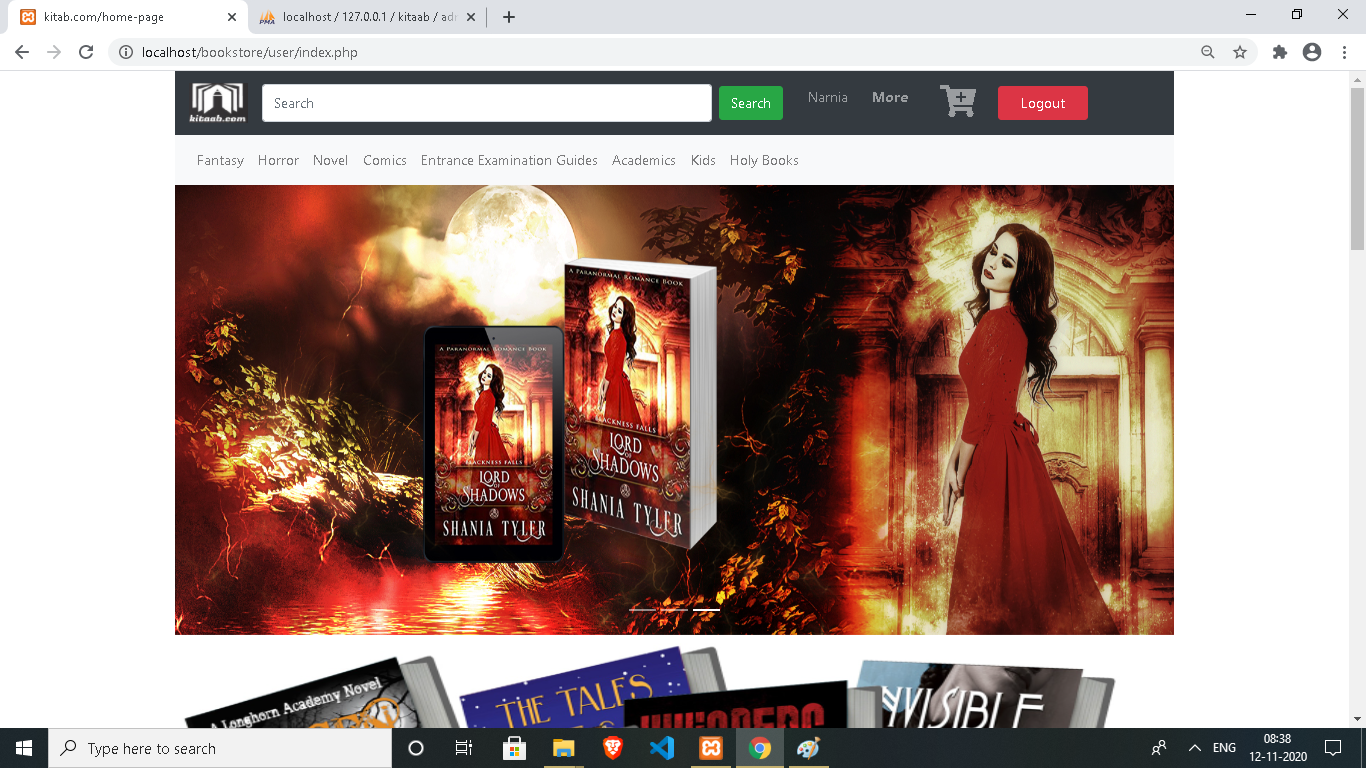 kitab.com/home-page
localhost / 127.0.0.1 / kitaab / adm
localhost/bookstore/user/index.php
kitaab.com
Search
Search
Narnia
More
Logout
Fantasy Horror Novel Comics Entrance Examination Guides Academics Kids Holy Books
A PARANORMAL ROMANCE BOOK
BLACKNESS FALLS
LORD OF SHADOWS
SHANIA TYLER
A PARANORMAL ROMANCE BOOK
BLACKNESS FALLS
LORD OF SHADOWS
SHANIA TYLER
A Longhorn Academy Novel
THE TALES
NVISIBLE
Type here to search
ENG
08:38
12-11-2020